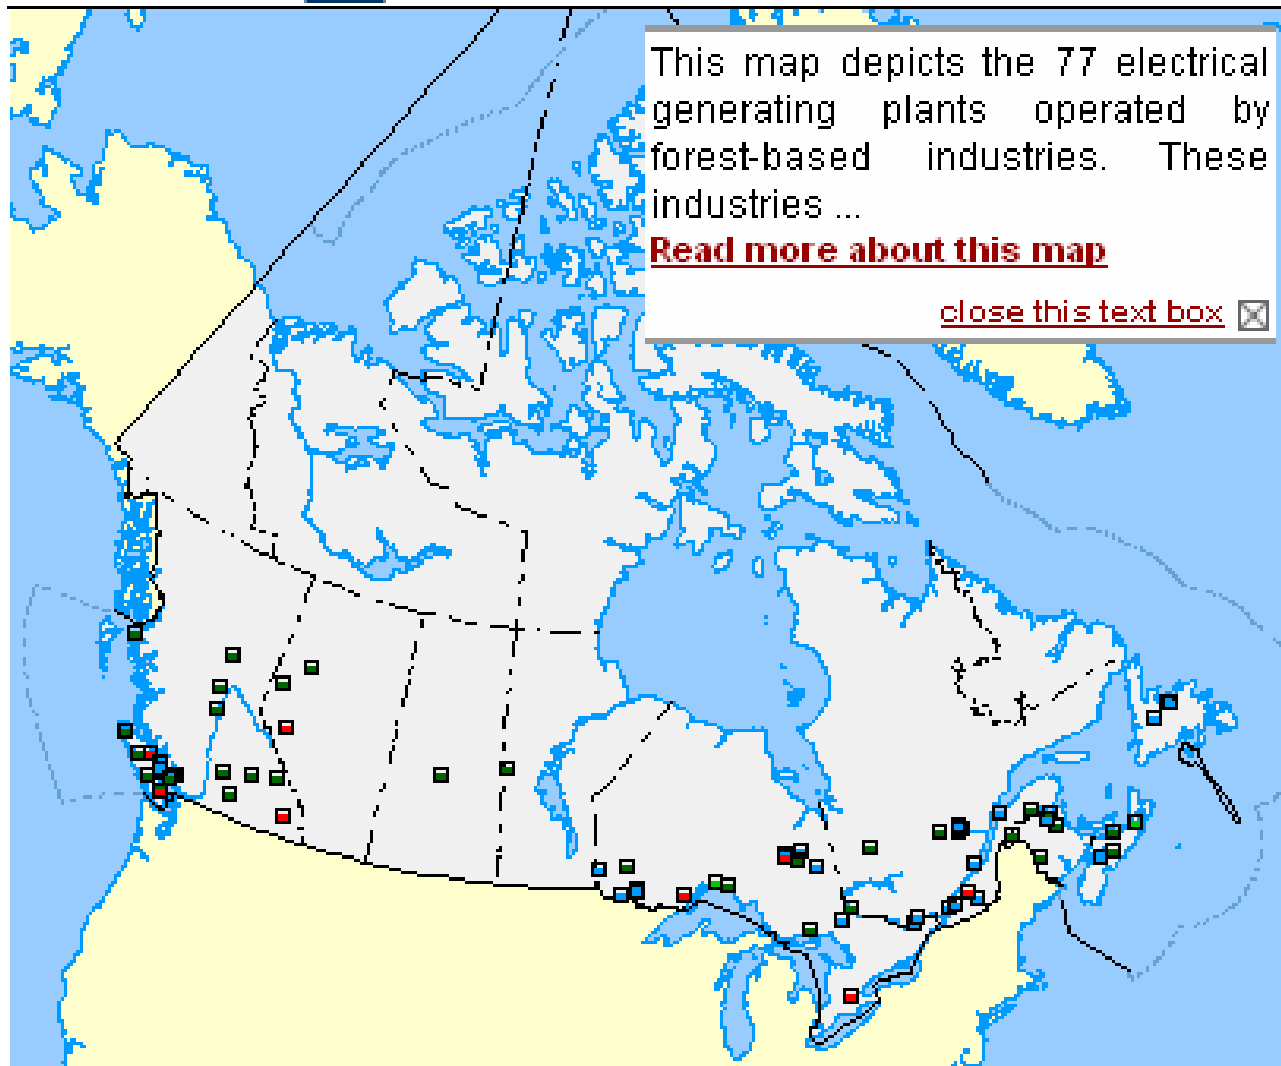 This map depicts the 77 electrical
generating plants operated by
forest-based industries. These
industries ...
Read more about this map
close this text box